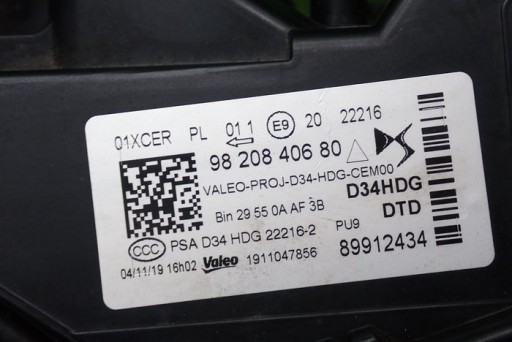 01XCER PL 01 1 E9 20 22216
98 208 406 80
VALEO-PROJ-D34-HDG-CEM00
D34HDG
Bin 29 55 0A AF 3B DTD
CCC PSA D34 HDG 22216-2 PU9
04/11/19 16h02 Valeo 1911047856 89912434